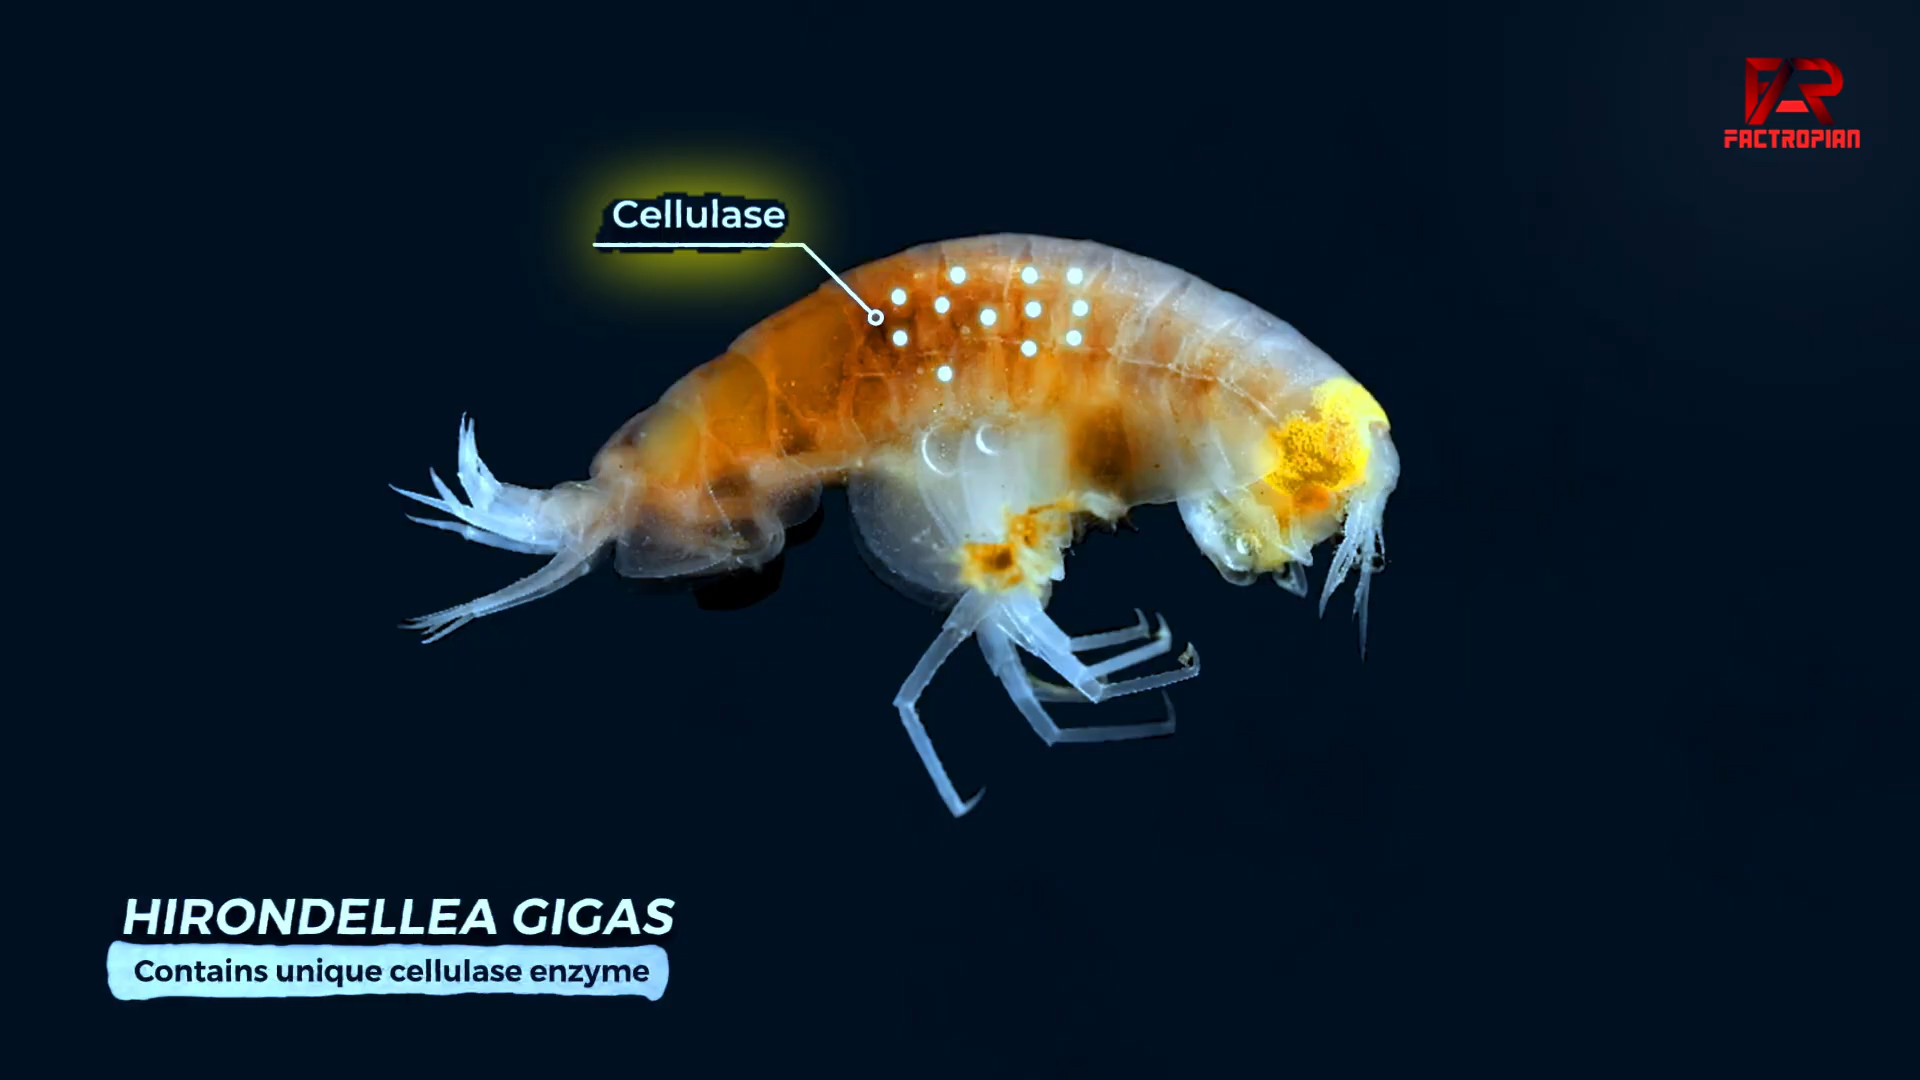 FACTROPIAN
Cellulase
HIRONDELLEA GIGAS
Contains unique cellulase enzyme